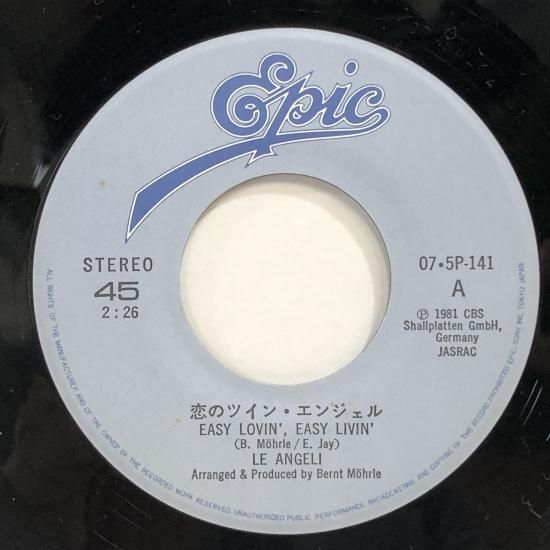 Epic
STEREO
45
2:26
07・5P-141
A
Ⓟ 1981 CBS
Shallplatten GmbH,
Germany
JASRAC
恋のツイン・エンジェル
EASY LOVIN', EASY LIVIN'
(B. Möhrle/E. Jay)
LE ANGELI
Arranged & Produced by Bernt Möhrle
ALL RIGHTS OF THE MANUFACTURER AND OF THE OWNER OF THE RECORDED WORK RESERVED. UNAUTHORIZED PUBLIC PERFORMANCE, BROADCASTING AND COPYING OF THIS RECORD PROHIBITED EPIC/SONY INC. TOKYO JAPAN